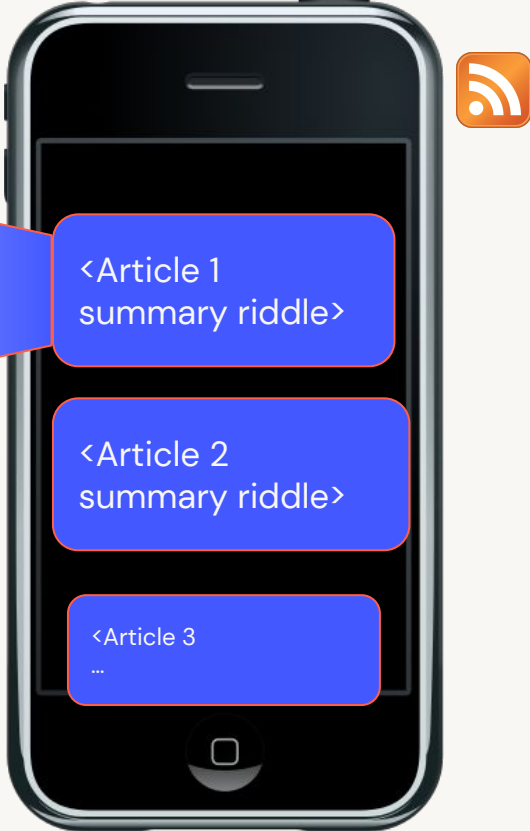 <Article 1
summary riddle>
<Article 2
summary riddle>
<Article 3
...